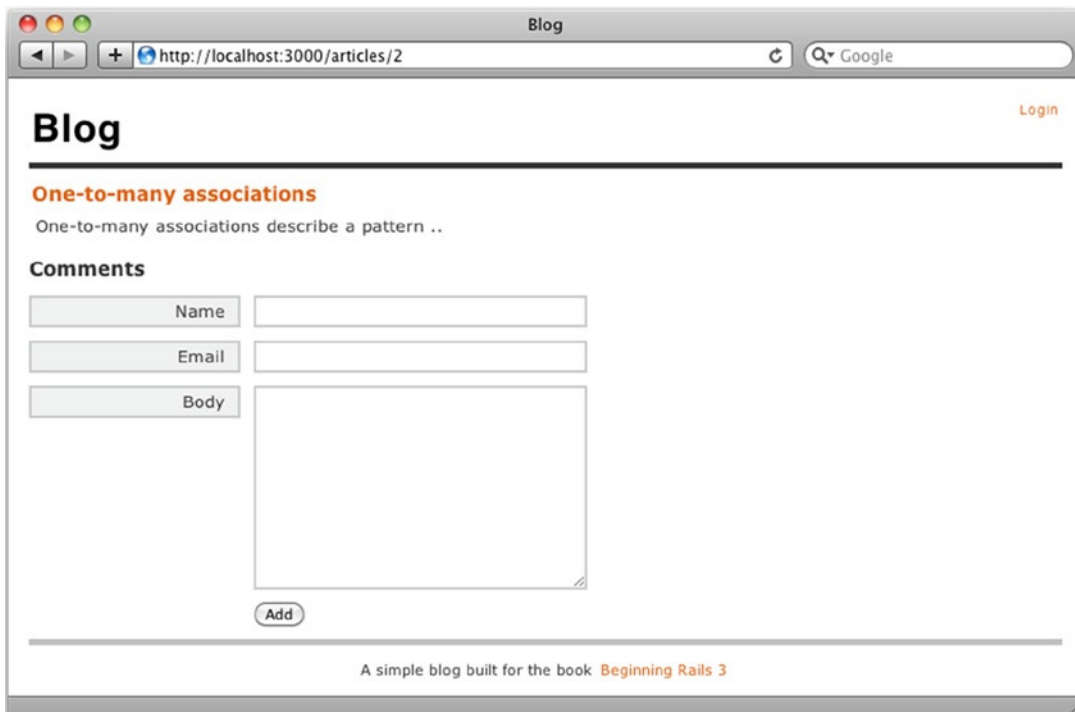 Blog
http://localhost:3000/articles/2
Google
Blog
Login
One-to-many associations
One-to-many associations describe a pattern ..
Comments
Name
Email
Body
Add
A simple blog built for the book Beginning Rails 3